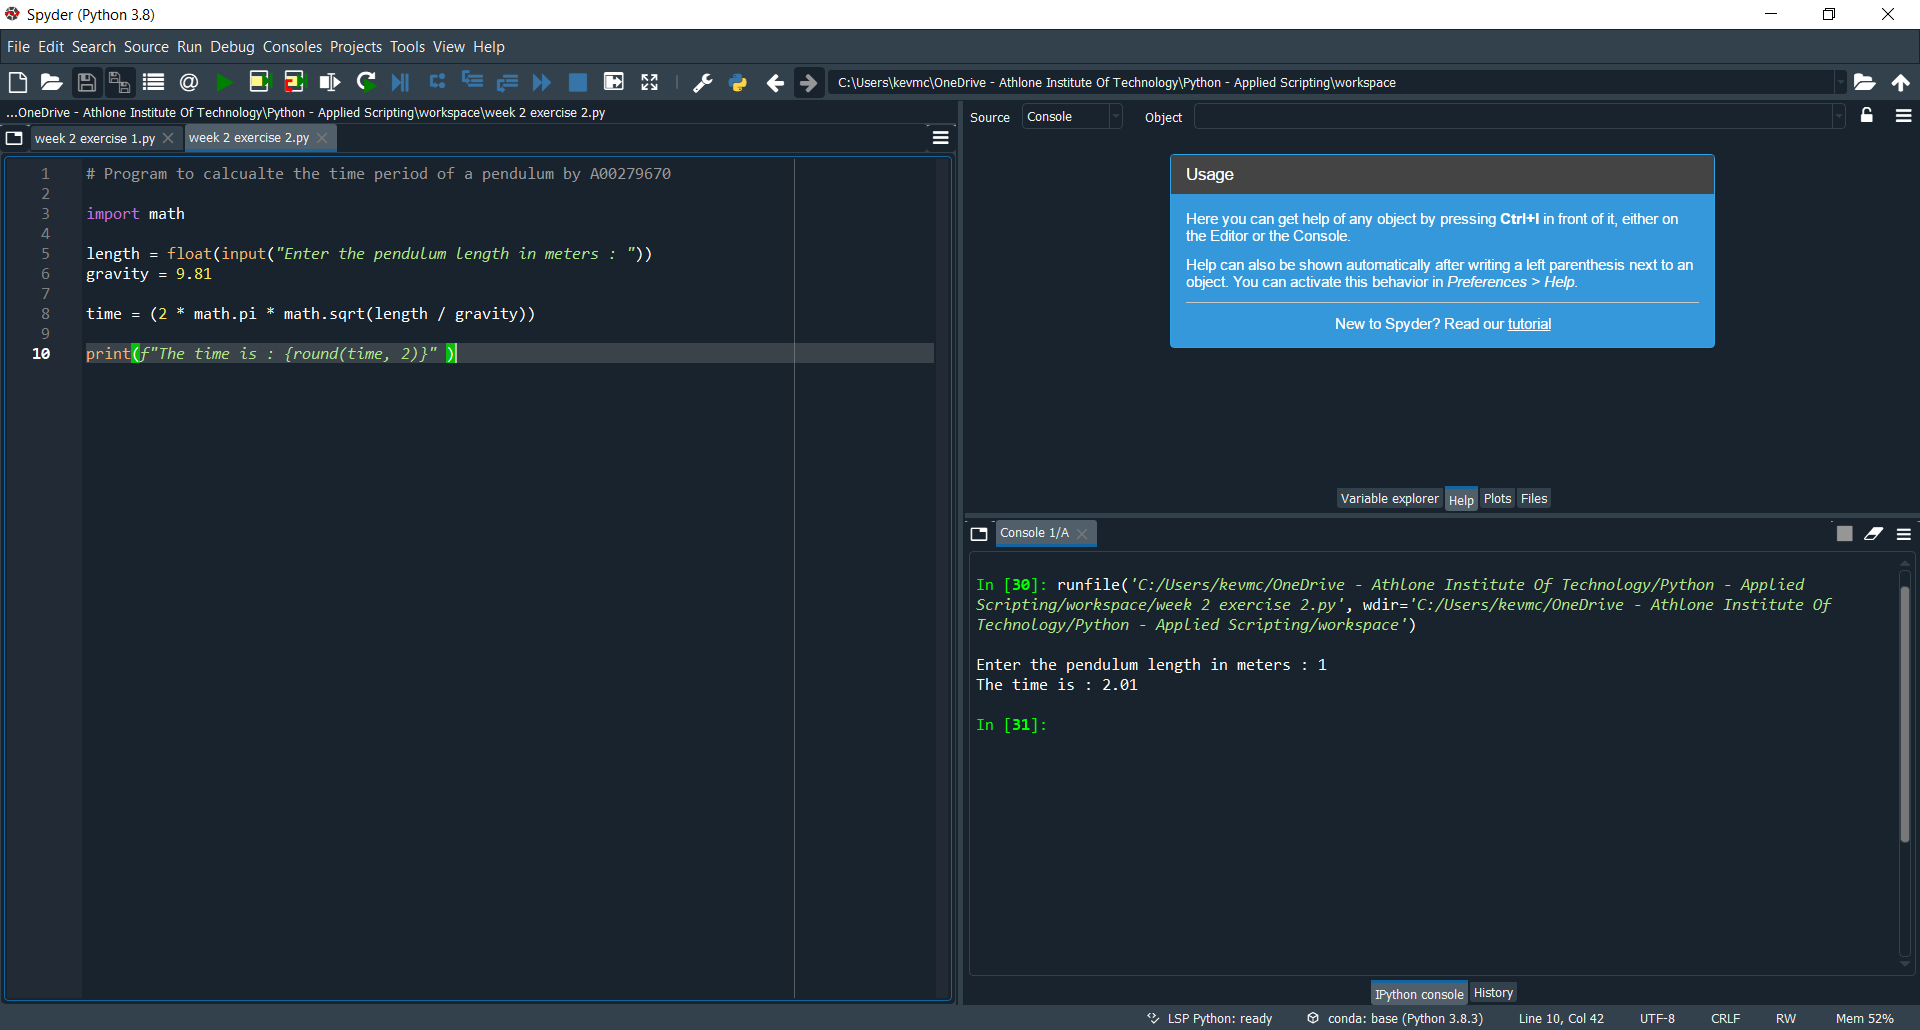 Spyder (Python 3.8)
File Edit Search Source Run Debug Consoles Projects Tools View Help
C:\Users\kevmc\OneDrive - Athlone Institute Of Technology\Python - Applied Scripting\workspace
...OneDrive - Athlone Institute Of Technology\Python - Applied Scripting\workspace\week 2 exercise 2.py
week 2 exercise 1.py
week 2 exercise 2.py
1 # Program to calcualte the time period of a pendulum by A00279670
2
3 import math
4
5 length = float(input("Enter the pendulum length in meters : "))
6 gravity = 9.81
7
8 time = (2 * math.pi * math.sqrt(length / gravity))
9
10 print(f"The time is : {round(time, 2)}" )
Source Console Object
Usage
Here you can get help of any object by pressing Ctrl+I in front of it, either on
the Editor or the Console.
Help can also be shown automatically after writing a left parenthesis next to an
object. You can activate this behavior in Preferences > Help.
New to Spyder? Read our tutorial
Variable explorer Help Plots Files
Console 1/A
In [30]: runfile('C:/Users/kevmc/OneDrive - Athlone Institute Of Technology/Python - Applied
Scripting/workspace/week 2 exercise 2.py', wdir='C:/Users/kevmc/OneDrive - Athlone Institute Of
Technology/Python - Applied Scripting/workspace')
Enter the pendulum length in meters : 1
The time is : 2.01
In [31]:
IPython console History
LSP Python: ready conda: base (Python 3.8.3) Line 10, Col 42 UTF-8 CRLF RW Mem 52%